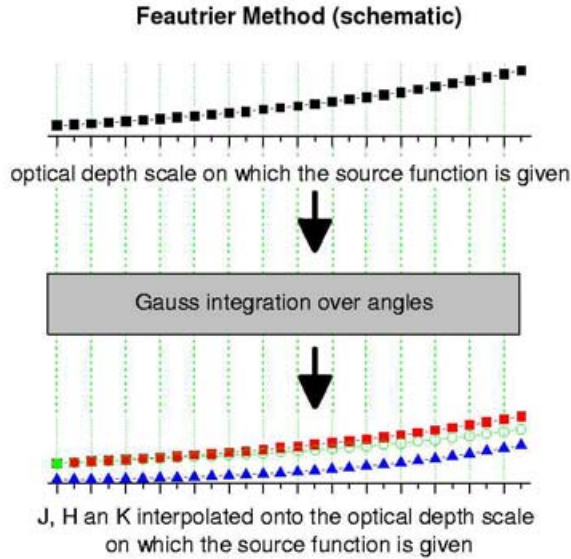 Feautrier Method (schematic)
optical depth scale on which the source function is given
Gauss integration over angles
J, H an K interpolated onto the optical depth scale
on which the source function is given